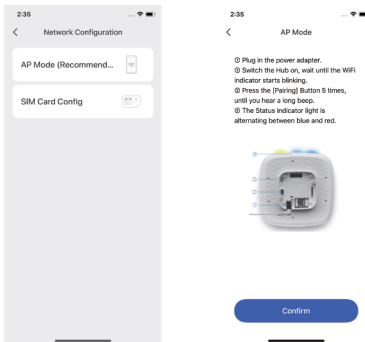 2:35
Network Configuration
AP Mode (Recommend...
SIM Card Config
2:35
AP Mode
① Plug in the power adapter.
② Switch the Hub on, wait until the WiFi
indicator starts blinking.
③ Press the [Pairing] Button 5 times,
until you hear a long beep.
④ The Status indicator light is
alternating between blue and red.
Confirm